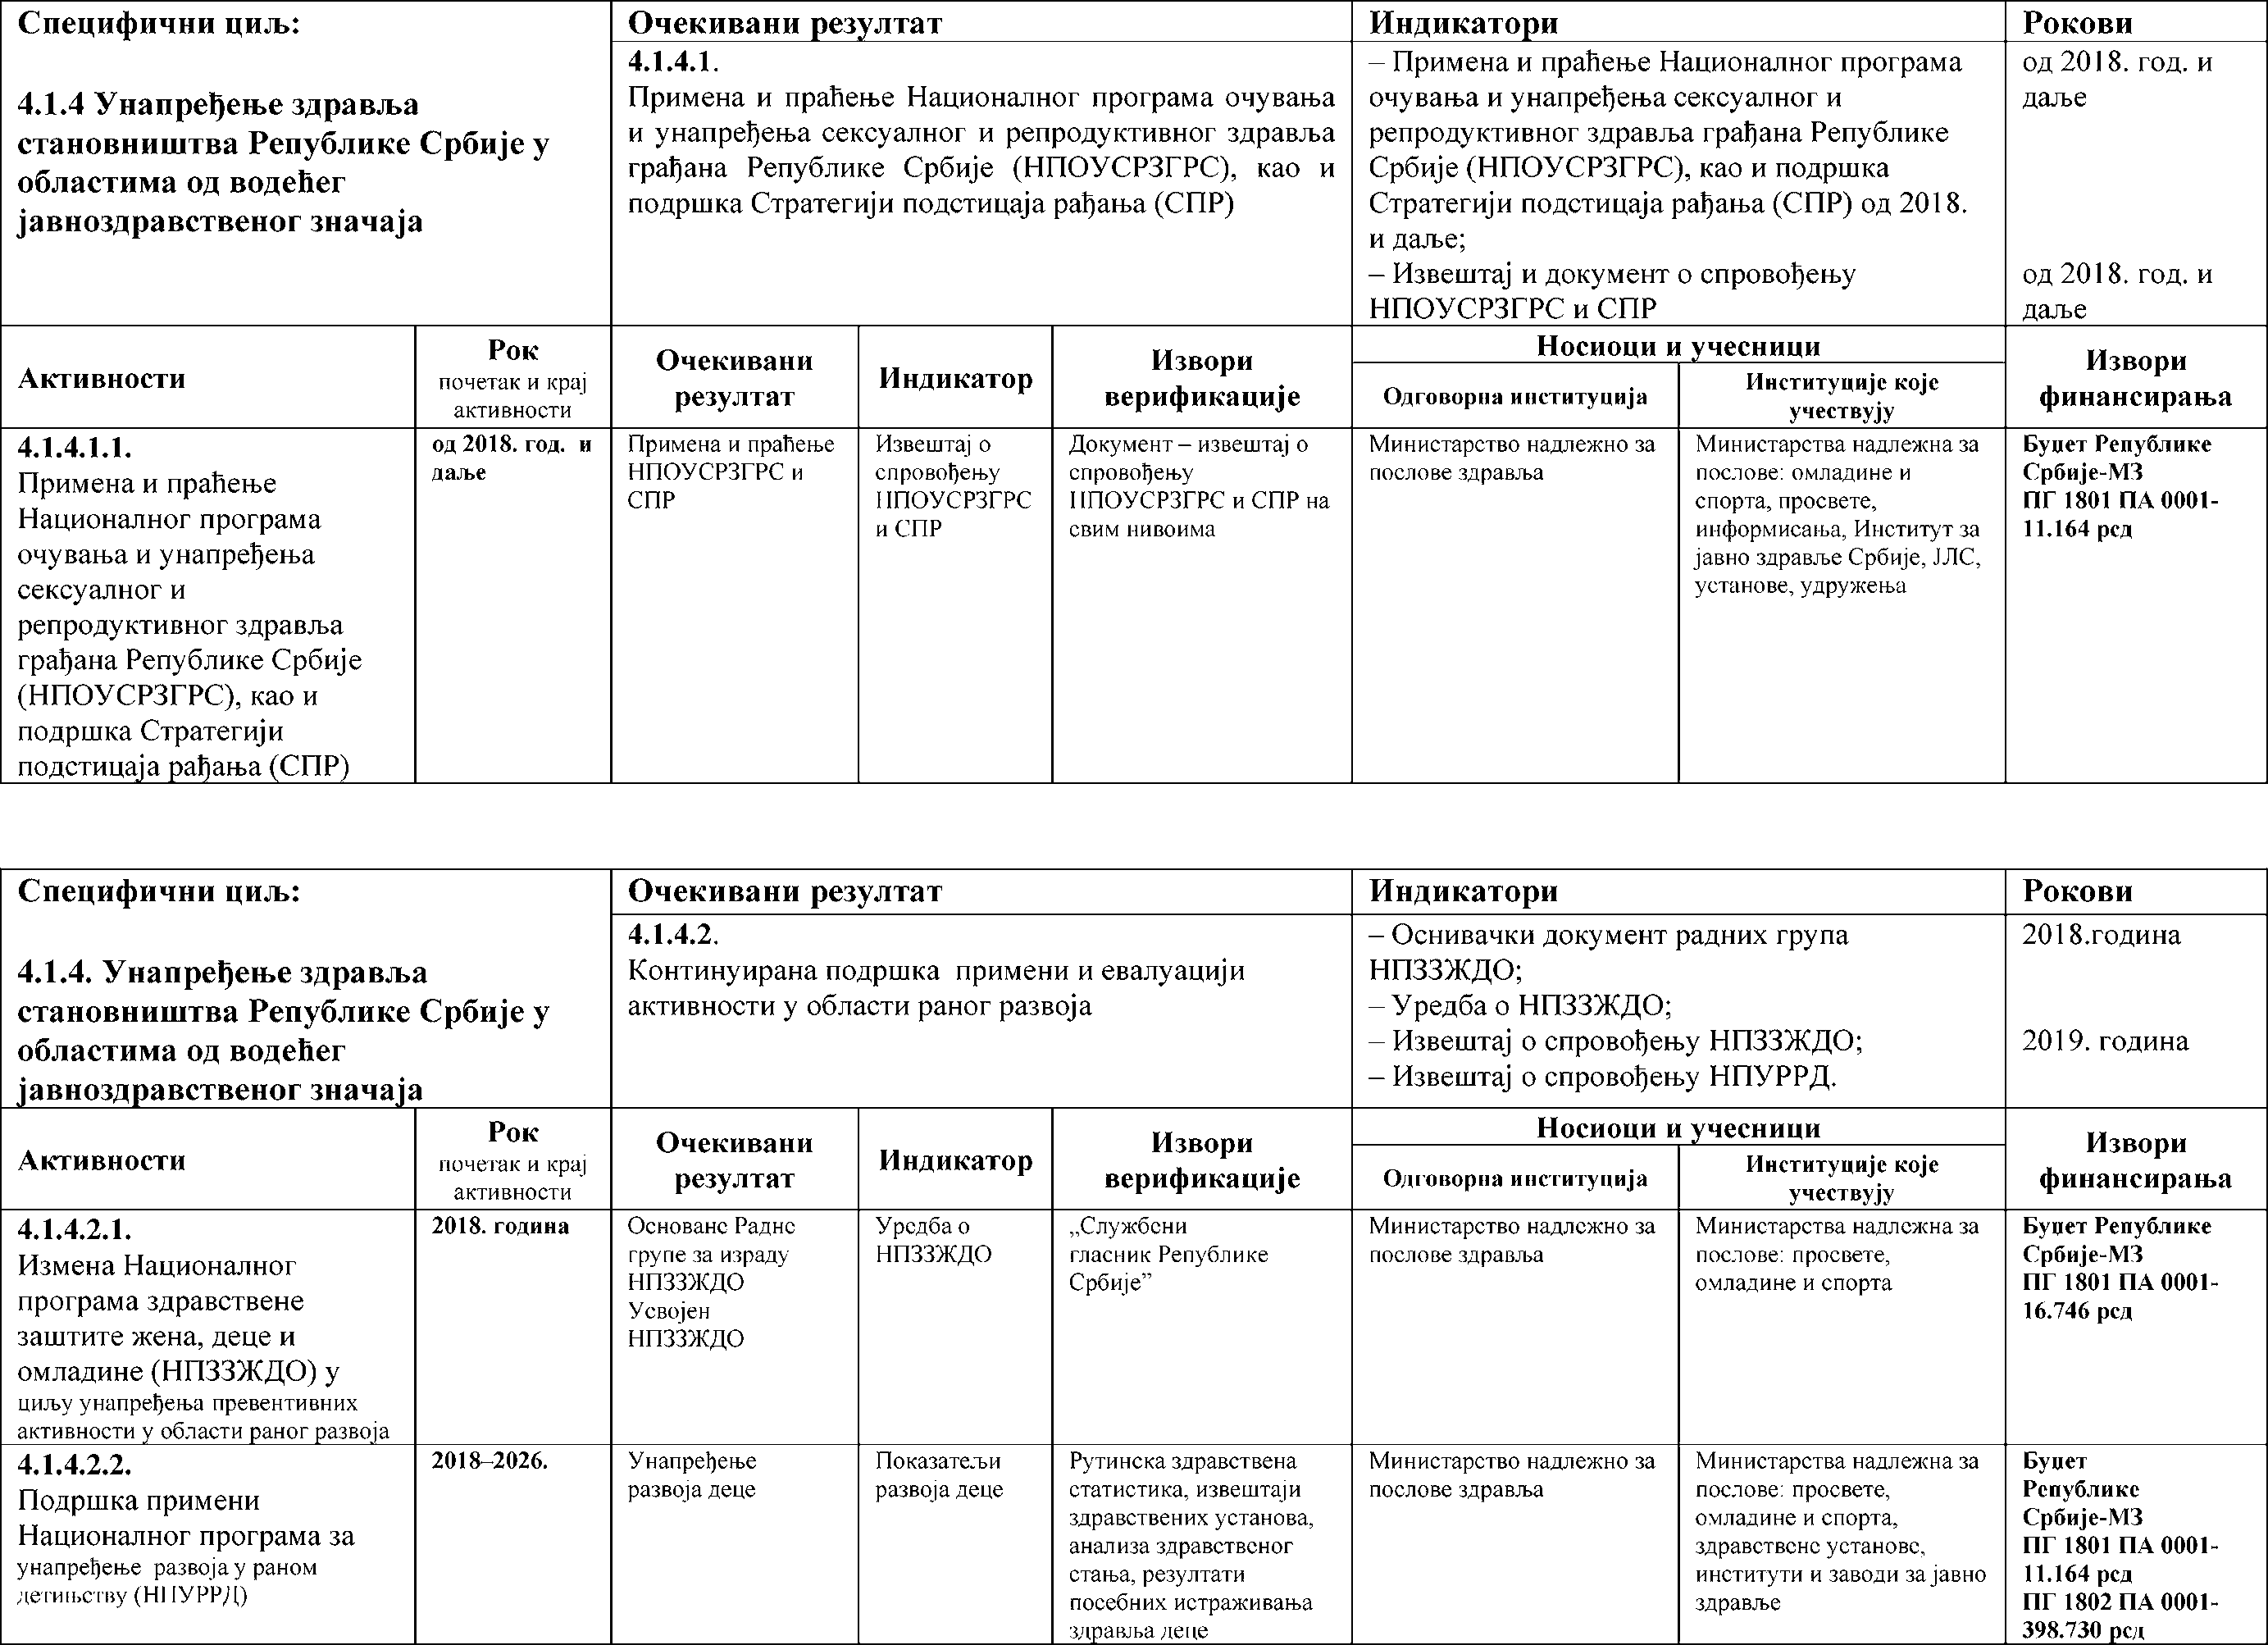 Специфични циљ:
4.1.4 Унапређење здравља
становништва Републике Србије у
областима од водећег
јавноздравственог значаја
Очекивани резултат
4.1.4.1.
Примена и праћење Националног програма очувања
и унапређења сексуалног и репродуктивног здравља
грађана Републике Србије (НПОУСРЗГРС), као и
подршка Стратегији подстицаја рађања (СПР)
Индикатори
– Примена и праћење Националног програма
очувања и унапређења сексуалног и
репродуктивног здравља грађана Републике
Србије (НПОУСРЗГРС), као и подршка
Стратегији подстицаја рађања (СПР) од 2018.
и даље;
– Извештај и документ о спровођењу
НПОУСРЗГРС и СПР
Рокови
од 2018. год. и
даље
од 2018. год. и
даље
Активности
Рок
почетак и крај
активности
Очекивани
резултат
Индикатор
Извори
верификације
Носиоци и учесници
Одговорна институција
Институције које
учествују
Извори
финансирања
4.1.4.1.1.
Примена и праћење
Националног програма
очувања и унапређења
сексуалног и
репродуктивног здравља
грађана Републике Србије
(НПОУСРЗГРС), као и
подршка Стратегији
подстицаја рађања (СПР)
од 2018. год. и
даље
Примена и праћење
НПОУСРЗГРС и
СПР
Извештај о
спровођењу
НПОУСРЗГРС
и СПР
Документ – извештај о
спровођењу
НПОУСРЗГРС и СПР на
свим нивоима
Министарство надлежно за
послове здравља
Министарства надлежна за
послове: омладине и
спорта, просвете,
информисања, Институт за
јавно здравље Србије, ЈЛС,
установе, удружења
Буџет Републике
Србије-МЗ
ПГ 1801 ПА 0001-
11.164 рсд
Специфични циљ:
4.1.4. Унапређење здравља
становништва Републике Србије у
областима од водећег
јавноздравственог значаја
Очекивани резултат
4.1.4.2.
Континуирана подршка примени и евалуацији
активности у области раног развоја
Индикатори
– Оснивачки документ радних група
НПЗЗЖДО;
– Уредба о НПЗЗЖДО;
– Извештај о спровођењу НПЗЗЖДО;
– Извештај о спровођењу НПУРРД.
Рокови
2018.година
2019. година
Активности
Рок
почетак и крај
активности
Очекивани
резултат
Индикатор
Извори
верификације
Носиоци и учесници
Одговорна институција
Институције које
учествују
Извори
финансирања
4.1.4.2.1.
Измена Националног
програма здравствене
заштите жена, деце и
омладине (НПЗЗЖДО) у
циљу унапређења превентивних
активности у области раног развоја
2018. година
Основане Радне
групе за израду
НПЗЗЖДО
Усвојен
НПЗЗЖДО
Уредба о
НПЗЗЖДО
„Службени
гласник Републике
Србије”
Министарство надлежно за
послове здравља
Министарства надлежна за
послове: просвете,
омладине и спорта
Буџет Републике
Србије-МЗ
ПГ 1801 ПА 0001-
16.746 рсд
4.1.4.2.2.
Подршка примени
Националног програма за
унапређење развоја у раном
детињству (НПУРРД)
2018–2026.
Унапређење
развоја деце
Показатељи
развоја деце
Рутинска здравствена
статистика, извештаји
здравствених установа,
анализа здравственог
стања, резултати
посебних истраживања
здравља деце
Министарство надлежно за
послове здравља
Министарства надлежна за
послове: просвете,
омладине и спорта,
здравствене установе,
институти и заводи за јавно
здравље
Буџет
Републике
Србије-МЗ
ПГ 1801 ПА 0001-
11.164 рсд
ПГ 1802 ПА 0001-
398.730 рсд